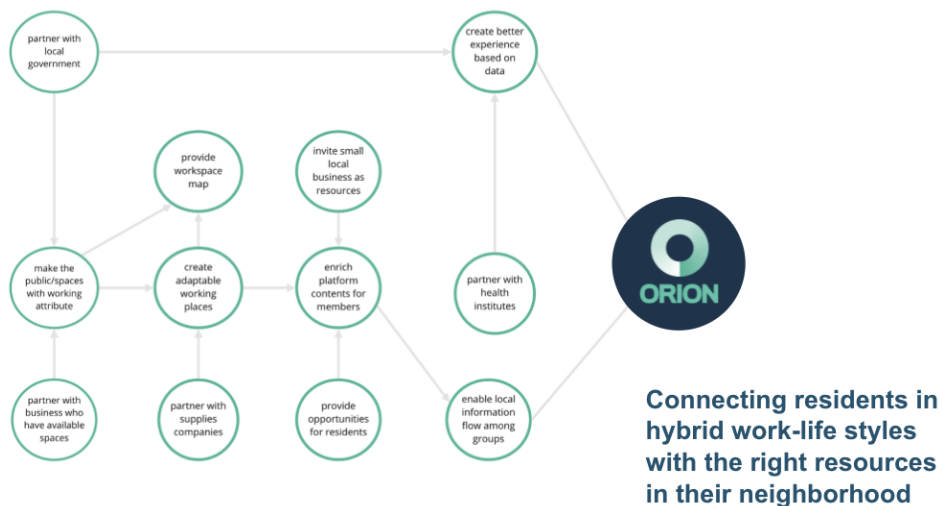 partner with
local
government
create better
experience
based on
data
provide
workspace
map
invite small
local
business as
resources
make the
public/spaces
with working
attribute
create
adaptable
working
places
enrich
platform
contents for
members
partner with
health
institutes
ORION
partner with
business who
have available
spaces
partner with
supplies
companies
provide
opportunities
for residents
enable local
information
flow among
groups
Connecting residents in
hybrid work-life styles
with the right resources
in their neighborhood